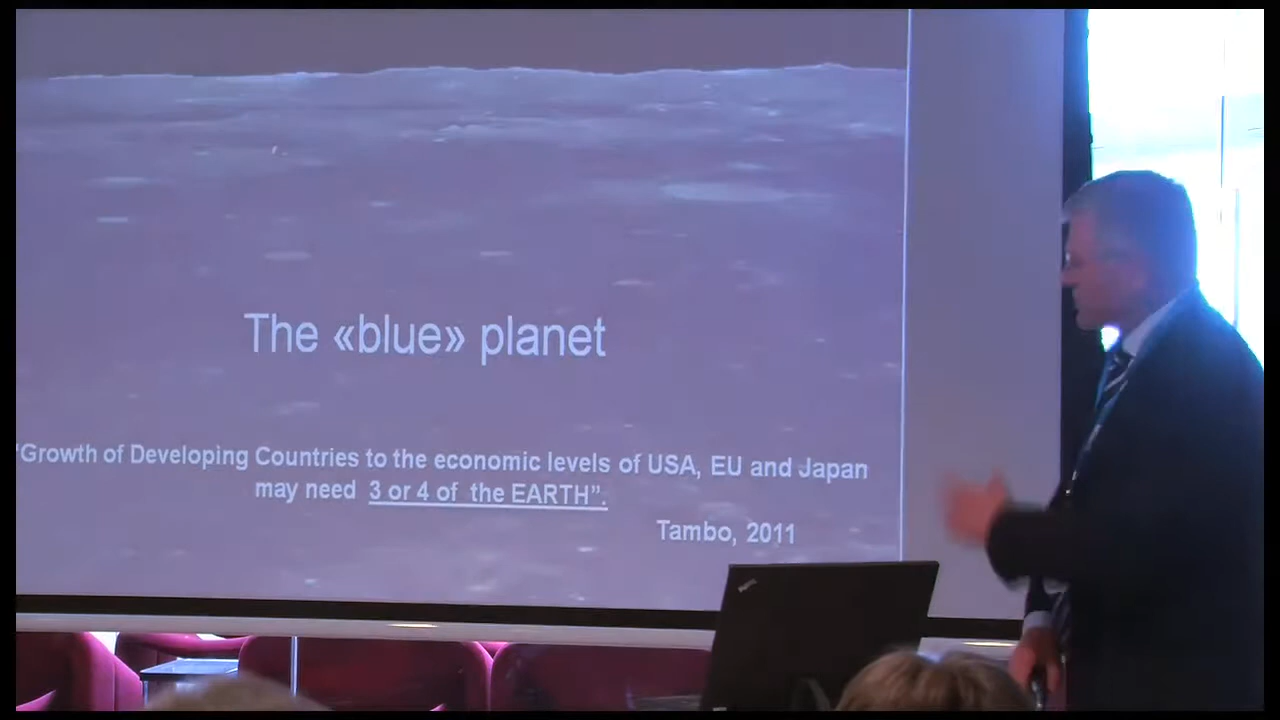 The «blue» planet
"Growth of Developing Countries to the economic levels of USA, EU and Japan
may need 3 or 4 of the EARTH”.
Tambo, 2011